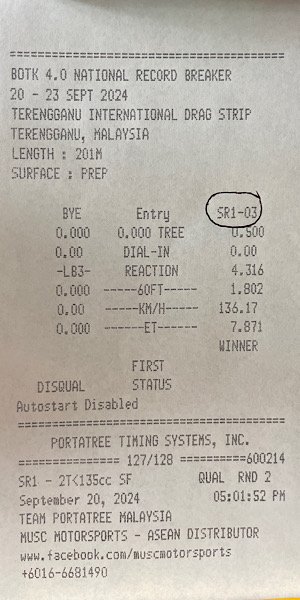 ================================
BOTK 4.0 NATIONAL RECORD BREAKER
20 - 23 SEPT 2024
TERENGGANU INTERNATIONAL DRAG STRIP
TERENGGANU, MALAYSIA
LENGTH : 201M
SURFACE : PREP
BYE Entry SR1-03
0.000 0.000 TREE 0.500
0.00 DIAL-IN 0.00
-LB3- REACTION 4.316
0.000 ------60FT----- 1.802
0.00 ------KM/H----- 136.17
0.000 ------ET------- 7.871
WINNER
FIRST
DISQUAL STATUS
Autostart Disabled
================================
PORTATREE TIMING SYSTEMS, INC.
=============== 127/128 ==========600214
SR1 - 2TK135cc SF QUAL RND 2
September 20, 2024 05:01:52 PM
TEAM PORTATREE MALAYSIA
MUSC MOTORSPORTS - ASEAN DISTRIBUTOR
www.facebook.com/muscmotorsports
+6016-6681490